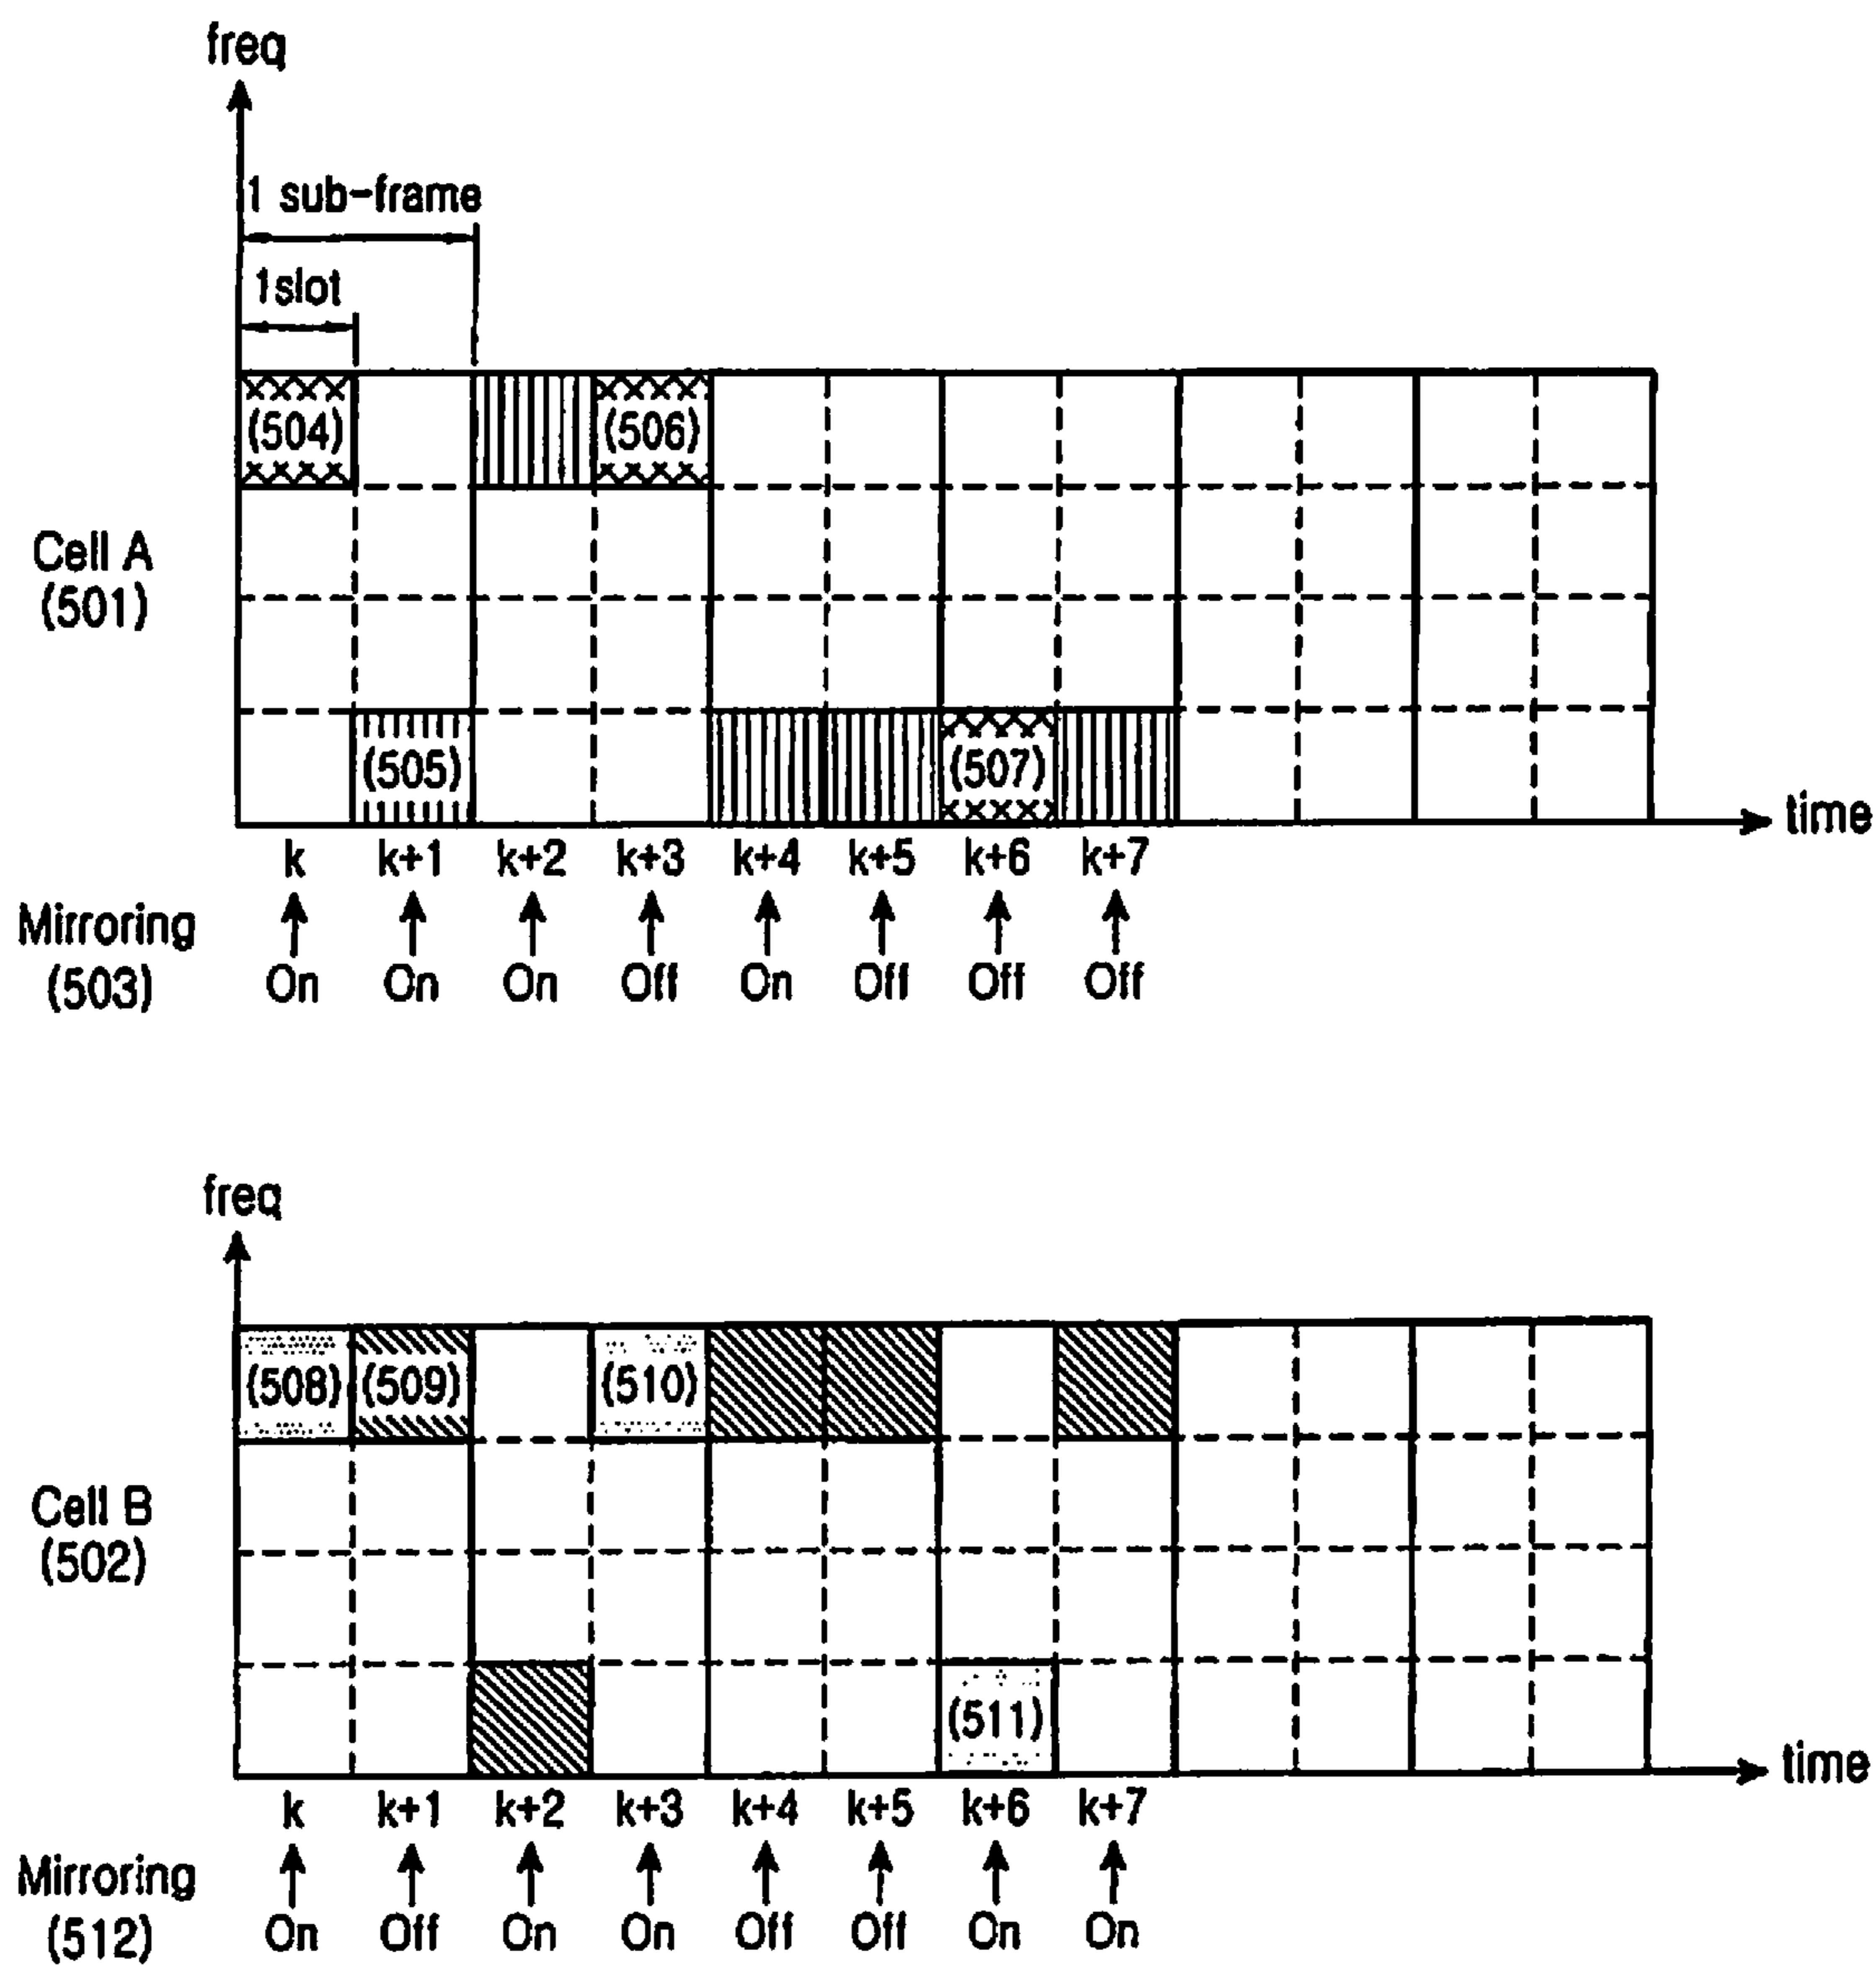 freq
1 sub-frame
1slot
(504)
(506)
Cell A
(501)
(505)
(507)
time
k k+1 k+2 k+3 k+4 k+5 k+6 k+7
Mirroring
(503)
On On On Off On Off Off Off
freq
(508) (509) (510)
Cell B
(502)
(511)
time
k k+1 k+2 k+3 k+4 k+5 k+6 k+7
Mirroring
(512)
On Off On On Off Off On On